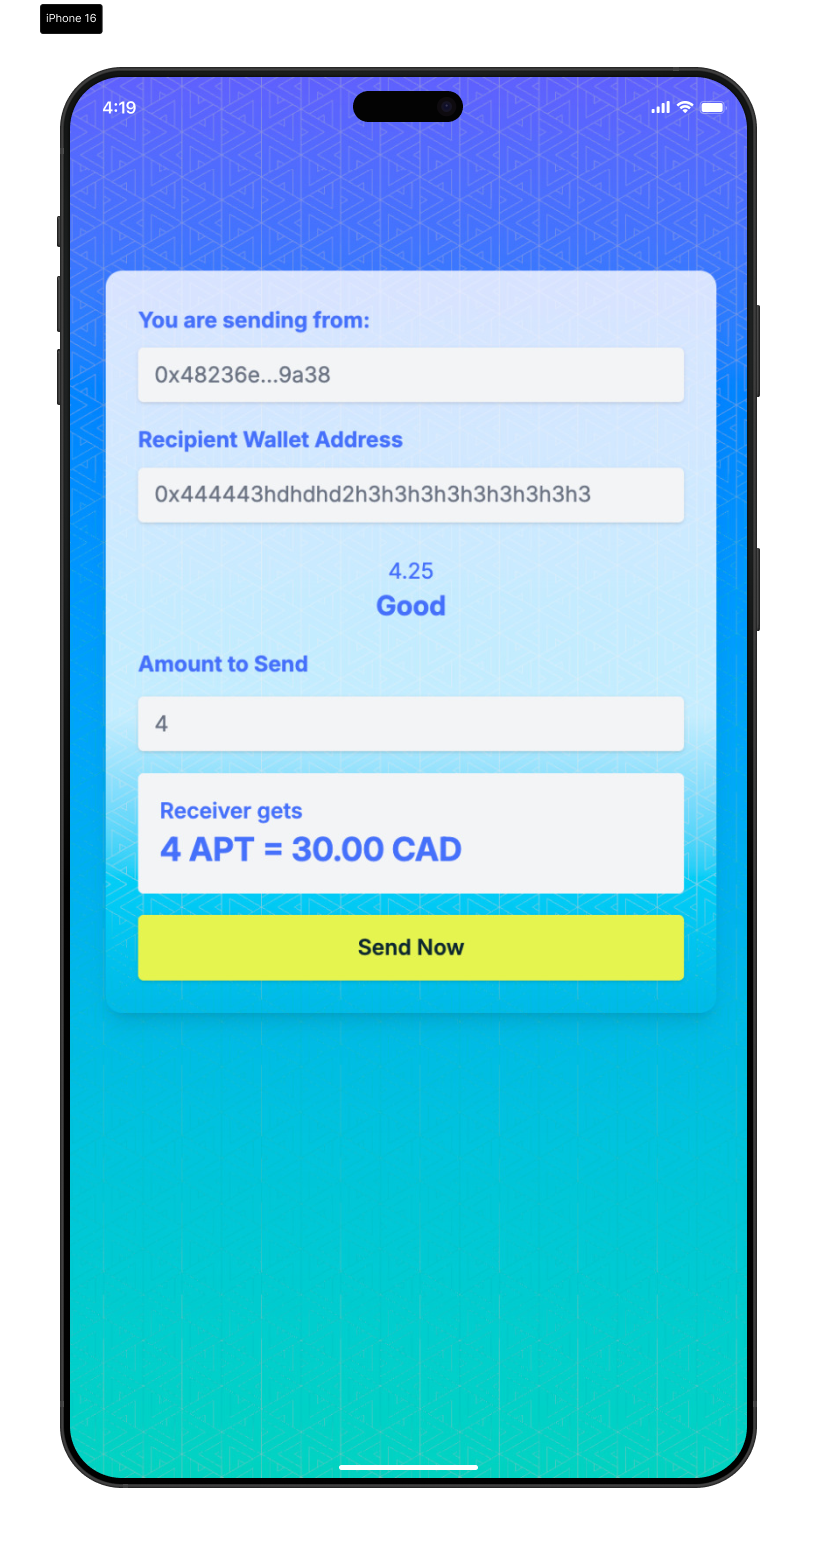 iPhone 16
4:19
You are sending from:
0x48236e...9a38
Recipient Wallet Address
0x444443hdhdhd2h3h3h3h3h3h3h3h3h3
4.25
Good
Amount to Send
4
Receiver gets
4 APT = 30.00 CAD
Send Now